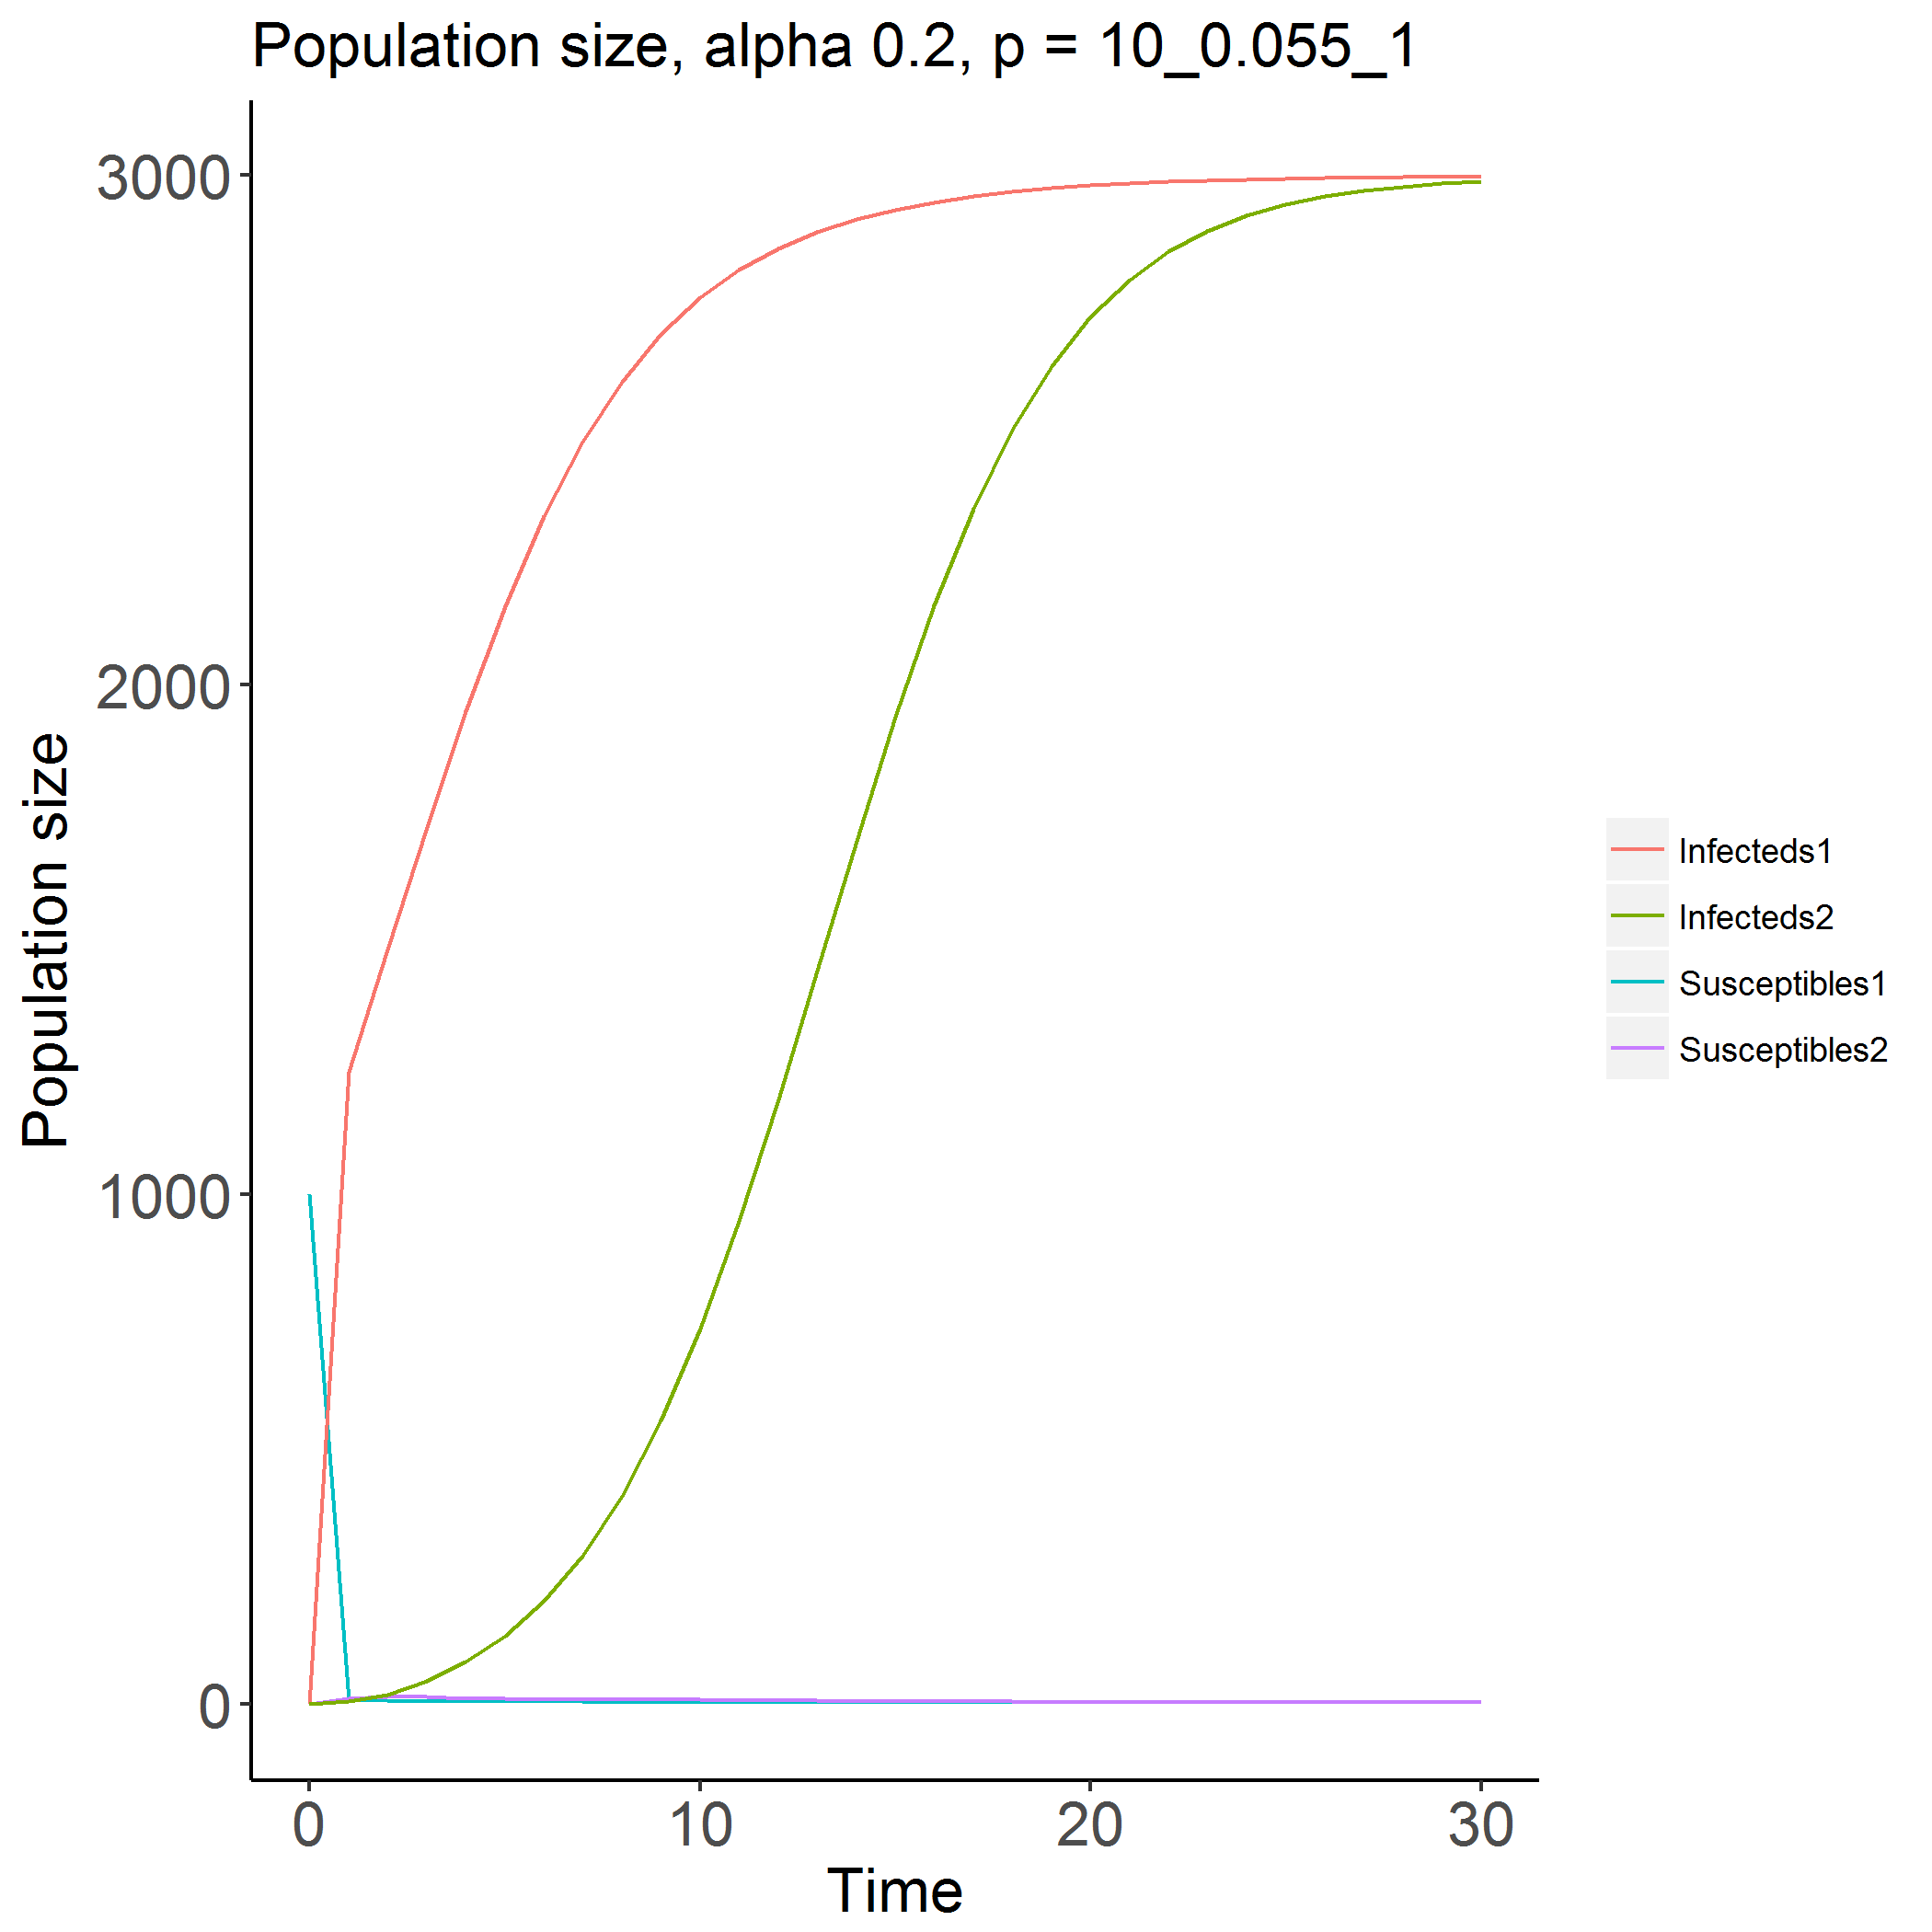 Population size, alpha 0.2, p = 10_0.055_1
3000
2000
1000
0
Population size
0 10 20 30
Time
Infecteds1
Infecteds2
Susceptibles1
Susceptibles2